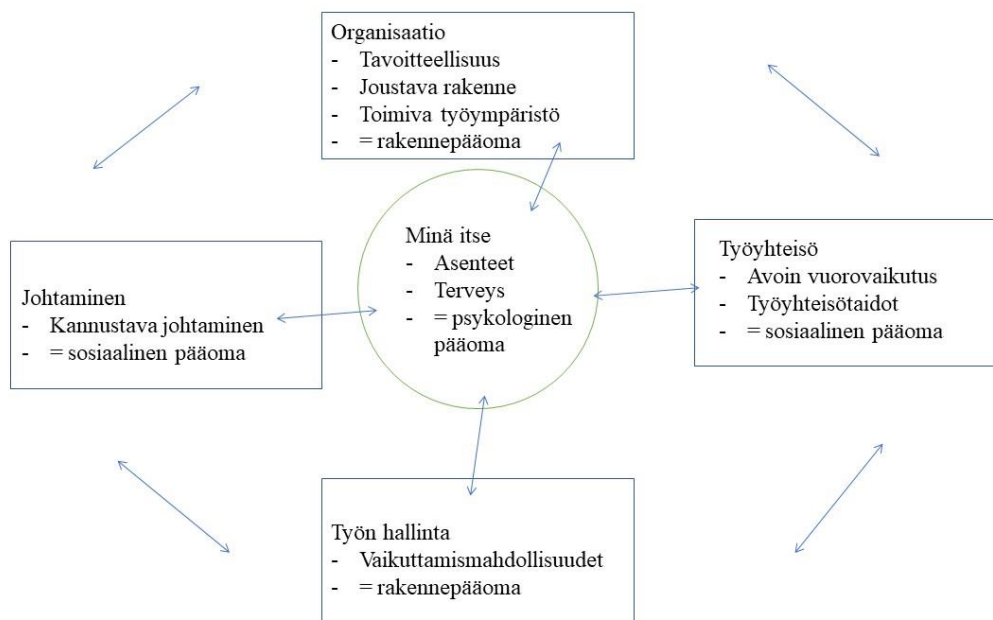 Organisaatio
- Tavoitteellisuus
- Joustava rakenne
- Toimiva työympäristö
- = rakennepääoma
Minä itse
- Asenteet
- Terveys
- = psykologinen
pääoma
Johtaminen
- Kannustava johtaminen
- = sosiaalinen pääoma
Työyhteisö
- Avoin vuorovaikutus
- Työyhteisötaidot
- = sosiaalinen pääoma
Työn hallinta
- Vaikuttamismahdollisuudet
- = rakennepääoma